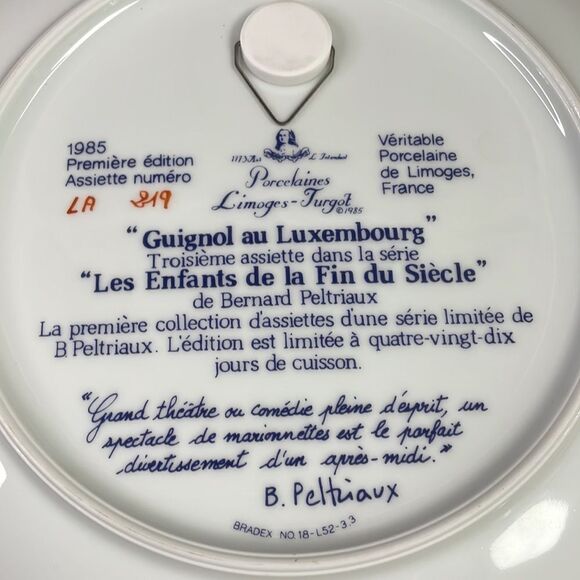 1985
Première édition
Assiette numéro
LA 819
Véritable
Porcelaine
de Limoges,
France
Porcelaines
Limoges-Turgot
©1985
"Guignol au Luxembourg"
Troisième assiette dans la série
"Les Enfants de la Fin du Siècle"
de Bernard Peltriaux
La première collection d'assiettes d'une série limitée de
B Peltriaux. L'édition est limitée à quatre-vingt-dix
jours de cuisson.
"Grand théâtre ou comédie pleine d'ésprit, un
spectacle de marionnettes est le parfait
divertissement d'un après-midi."
B. Peltriaux
BRADEX NO. 18-L52-3.3